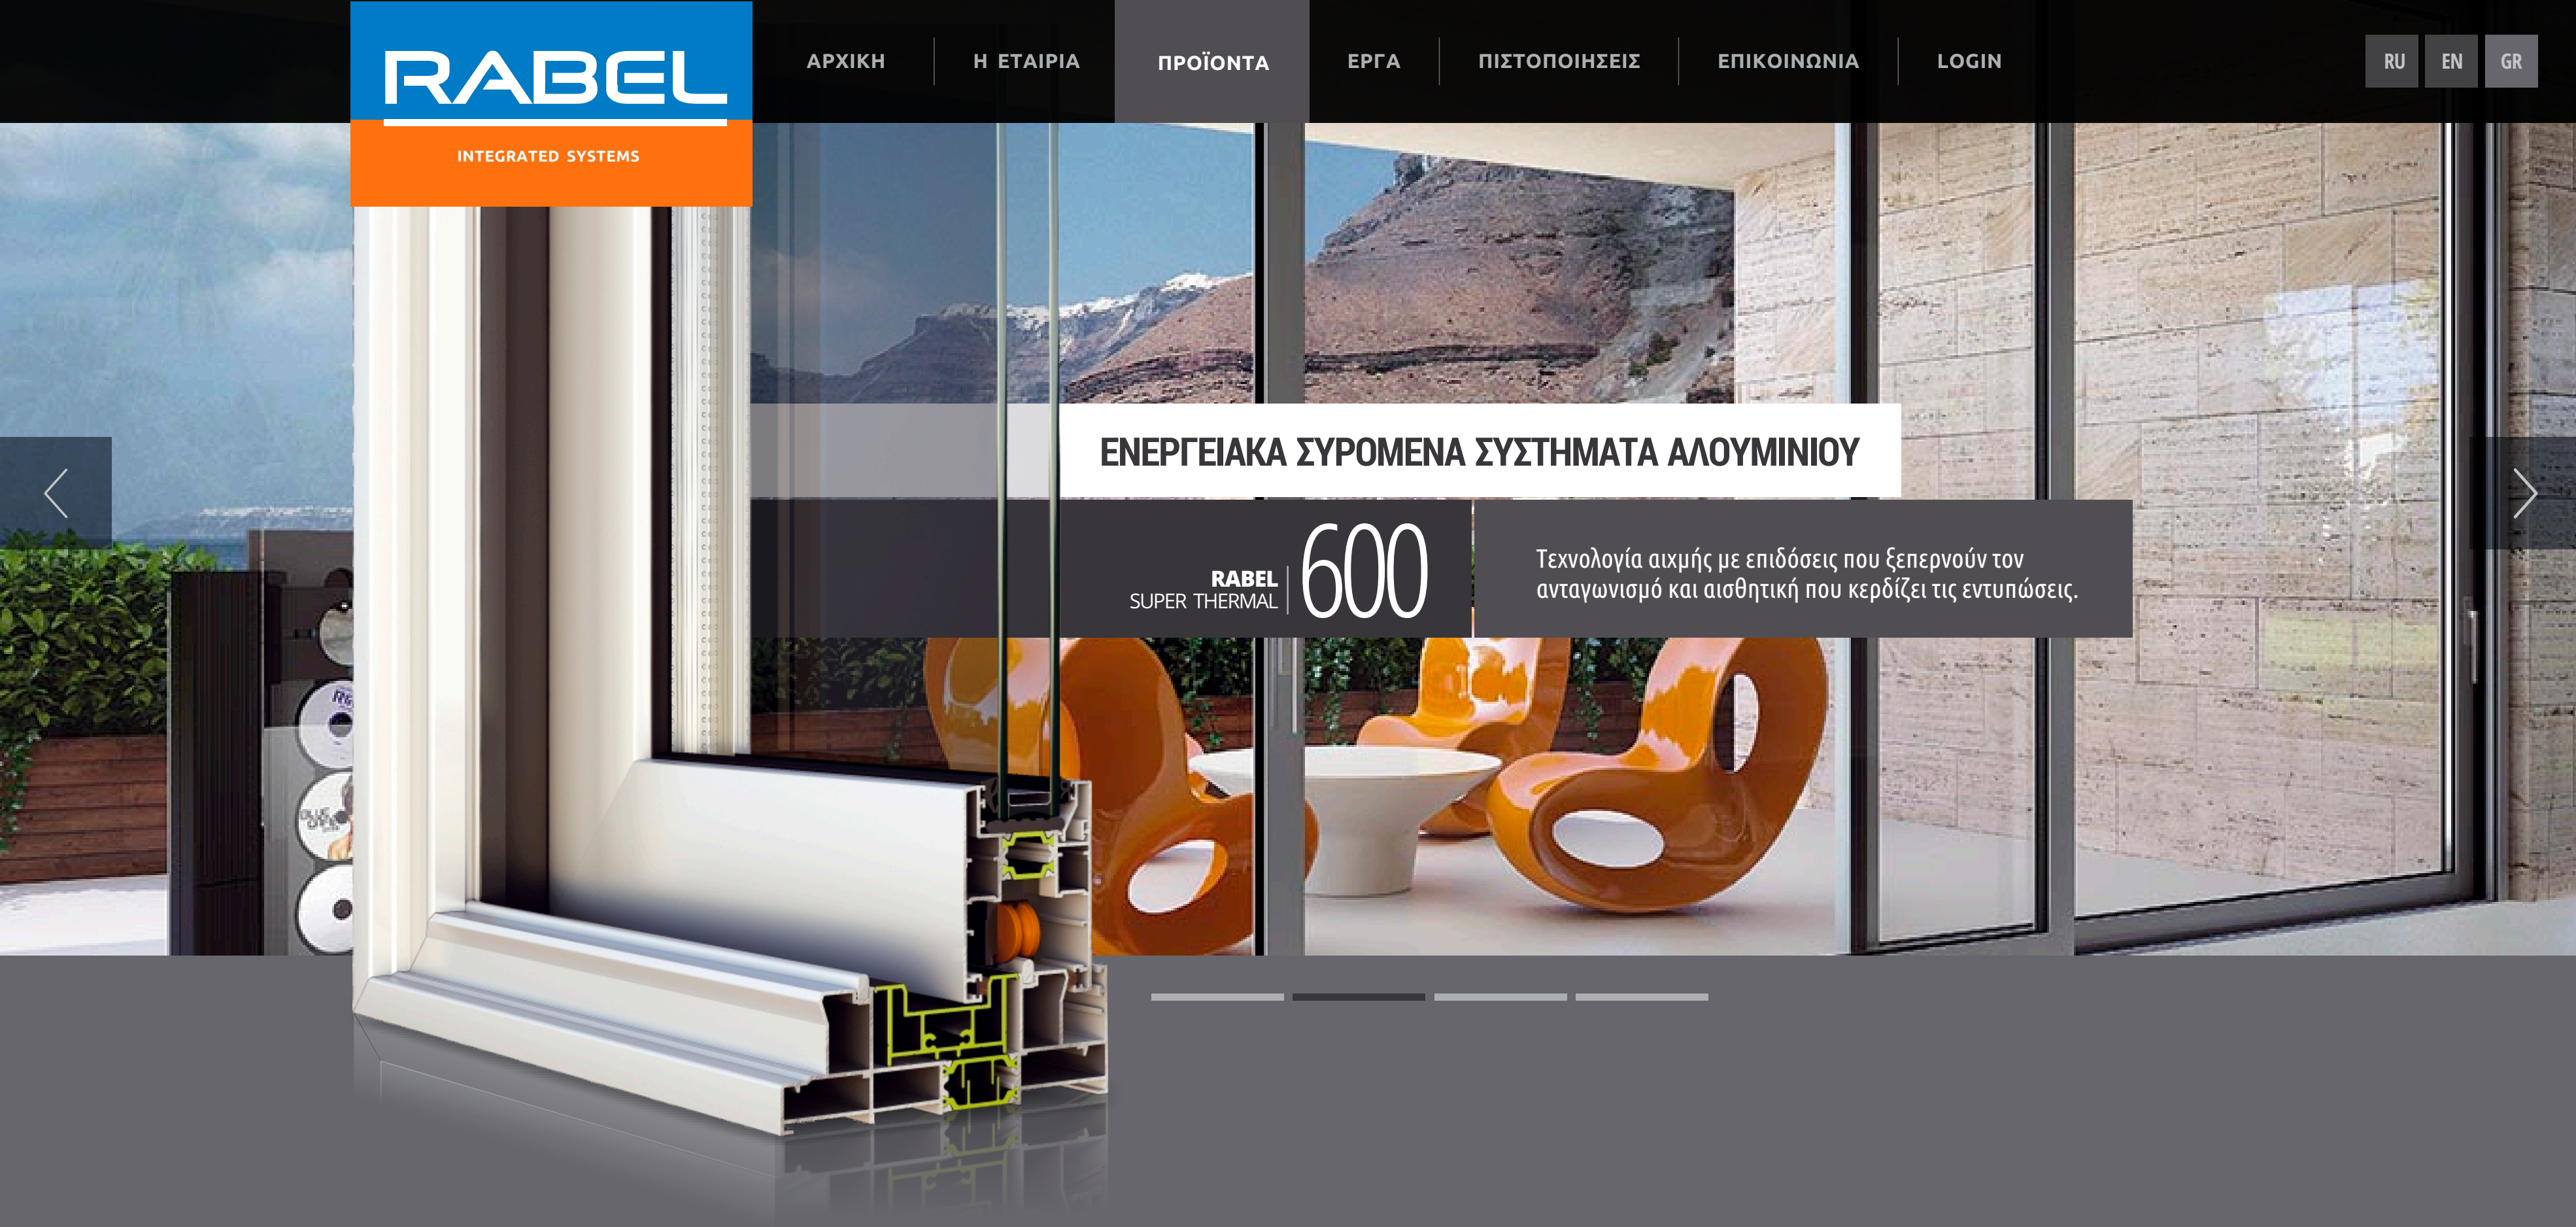 RABEL
INTEGRATED SYSTEMS
ΑΡΧΙΚΗ
Η ΕΤΑΙΡΙΑ
ΠΡΟΪΟΝΤΑ
ΕΡΓΑ
ΠΙΣΤΟΠΟΙΗΣΕΙΣ
ΕΠΙΚΟΙΝΩΝΙΑ
LOGIN
RU
EN
GR
ΕΝΕΡΓΕΙΑΚΑ ΣΥΡΟΜΕΝΑ ΣΥΣΤΗΜΑΤΑ ΑΛΟΥΜΙΝΙΟΥ
RABEL
SUPER THERMAL
600
Τεχνολογία αιχμής με επιδόσεις που ξεπερνούν τον
ανταγωνισμό και αισθητική που κερδίζει τις εντυπώσεις.